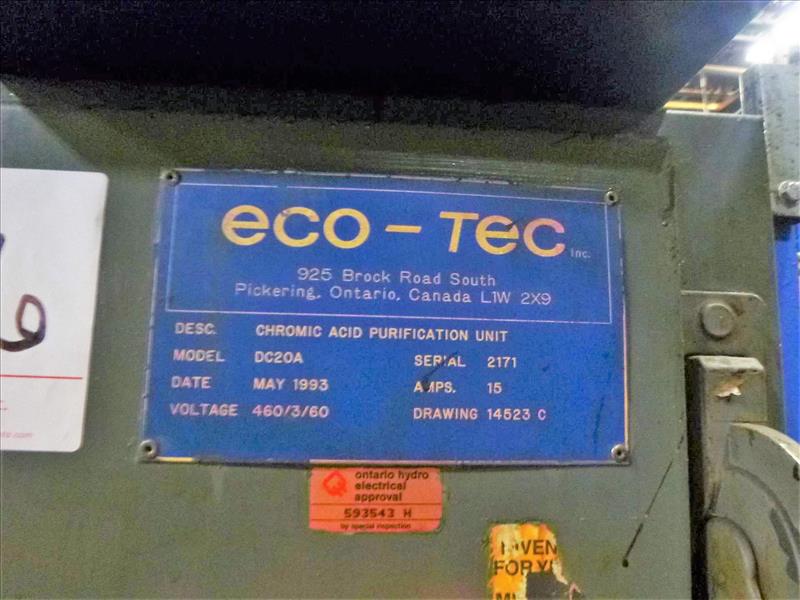 eco-Tec Inc.
925 Brock Road South
Pickering, Ontario, Canada L1W 2X9
DESC. CHROMIC ACID PURIFICATION UNIT
MODEL DC20A SERIAL 2171
DATE MAY 1993 AMPS. 15
VOLTAGE 460/3/60 DRAWING 14523 C
ontario hydro
electrical
approval
593543 H
by special inspection
FOR